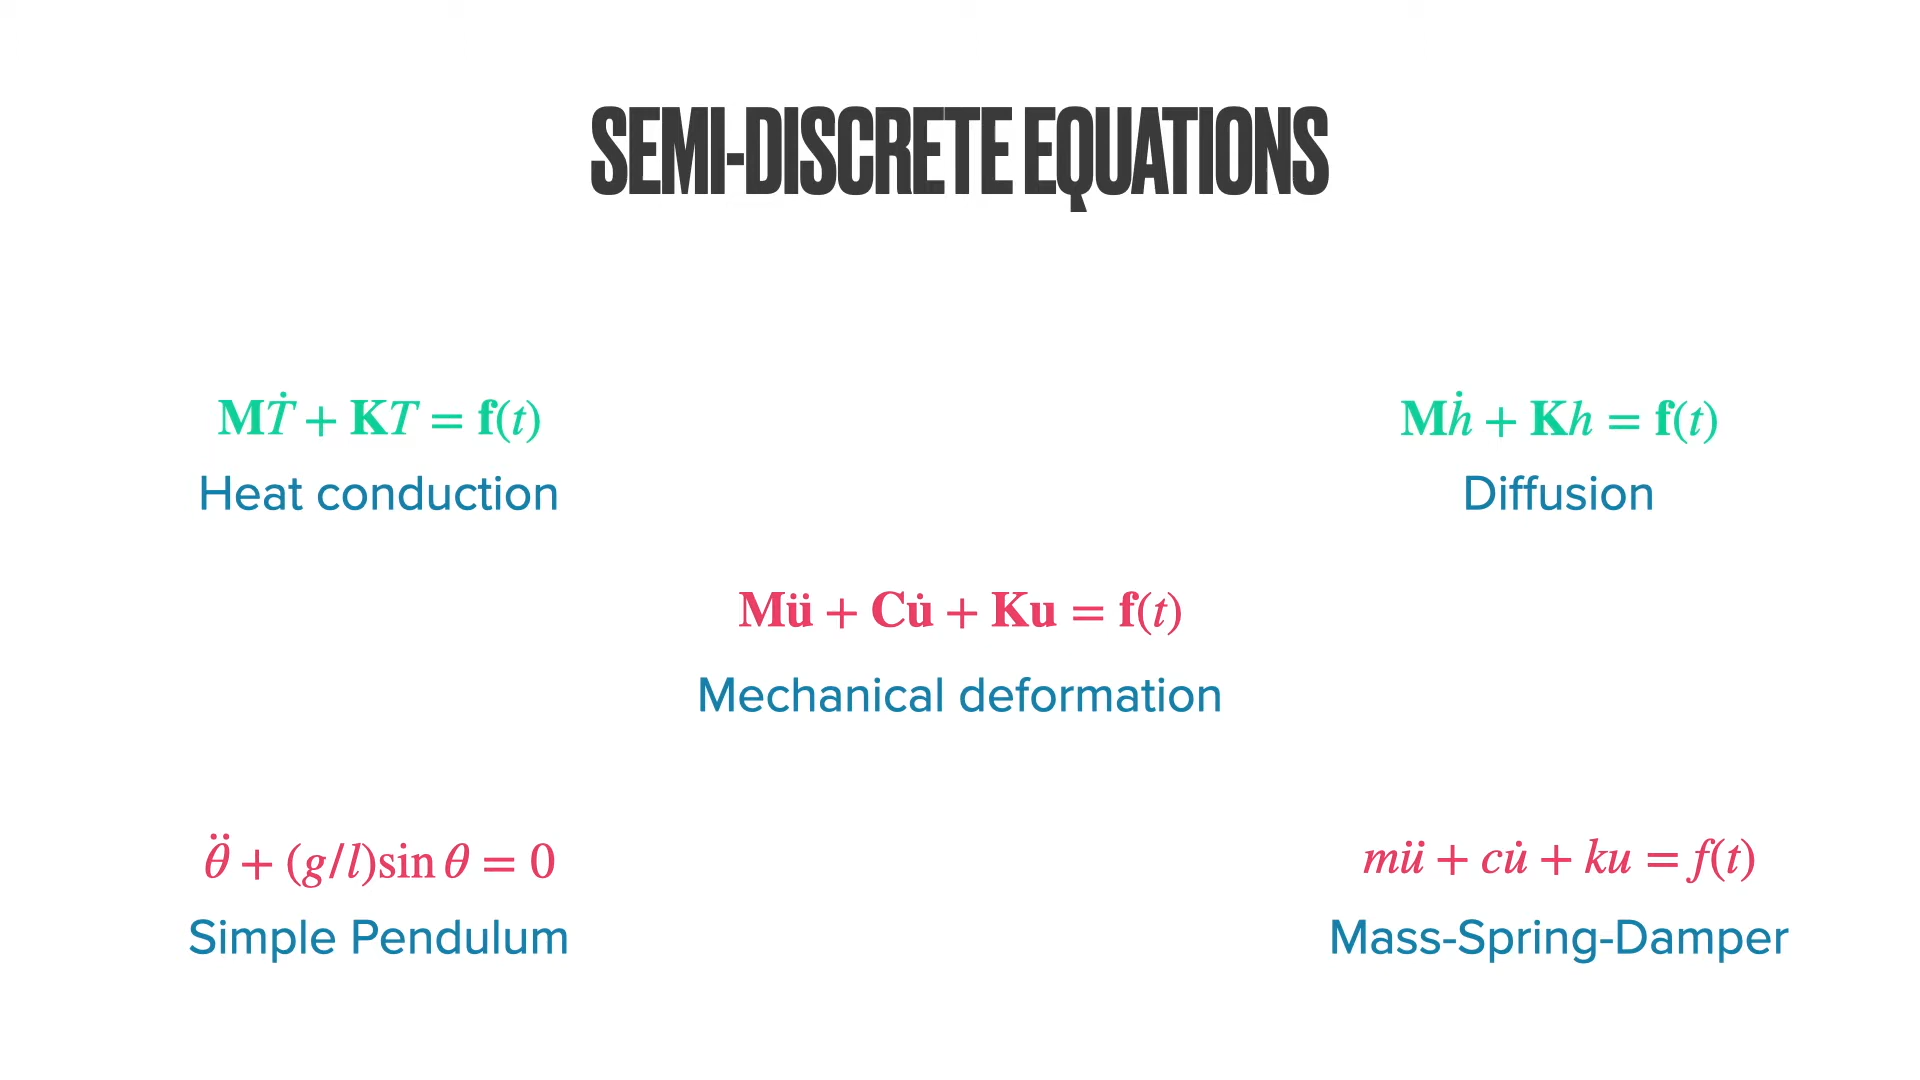 SEMI-DISCRETE EQUATIONS
𝐌Ṫ + 𝐊T = 𝐟(t)
Heat conduction
𝐌ḣ + 𝐊h = 𝐟(t)
Diffusion
𝐌𝐮̈ + 𝐂𝐮̇ + 𝐊𝐮 = 𝐟(t)
Mechanical deformation
θ̈ + (g/l)sin θ = 0
Simple Pendulum
mü + cu̇ + ku = f(t)
Mass-Spring-Damper